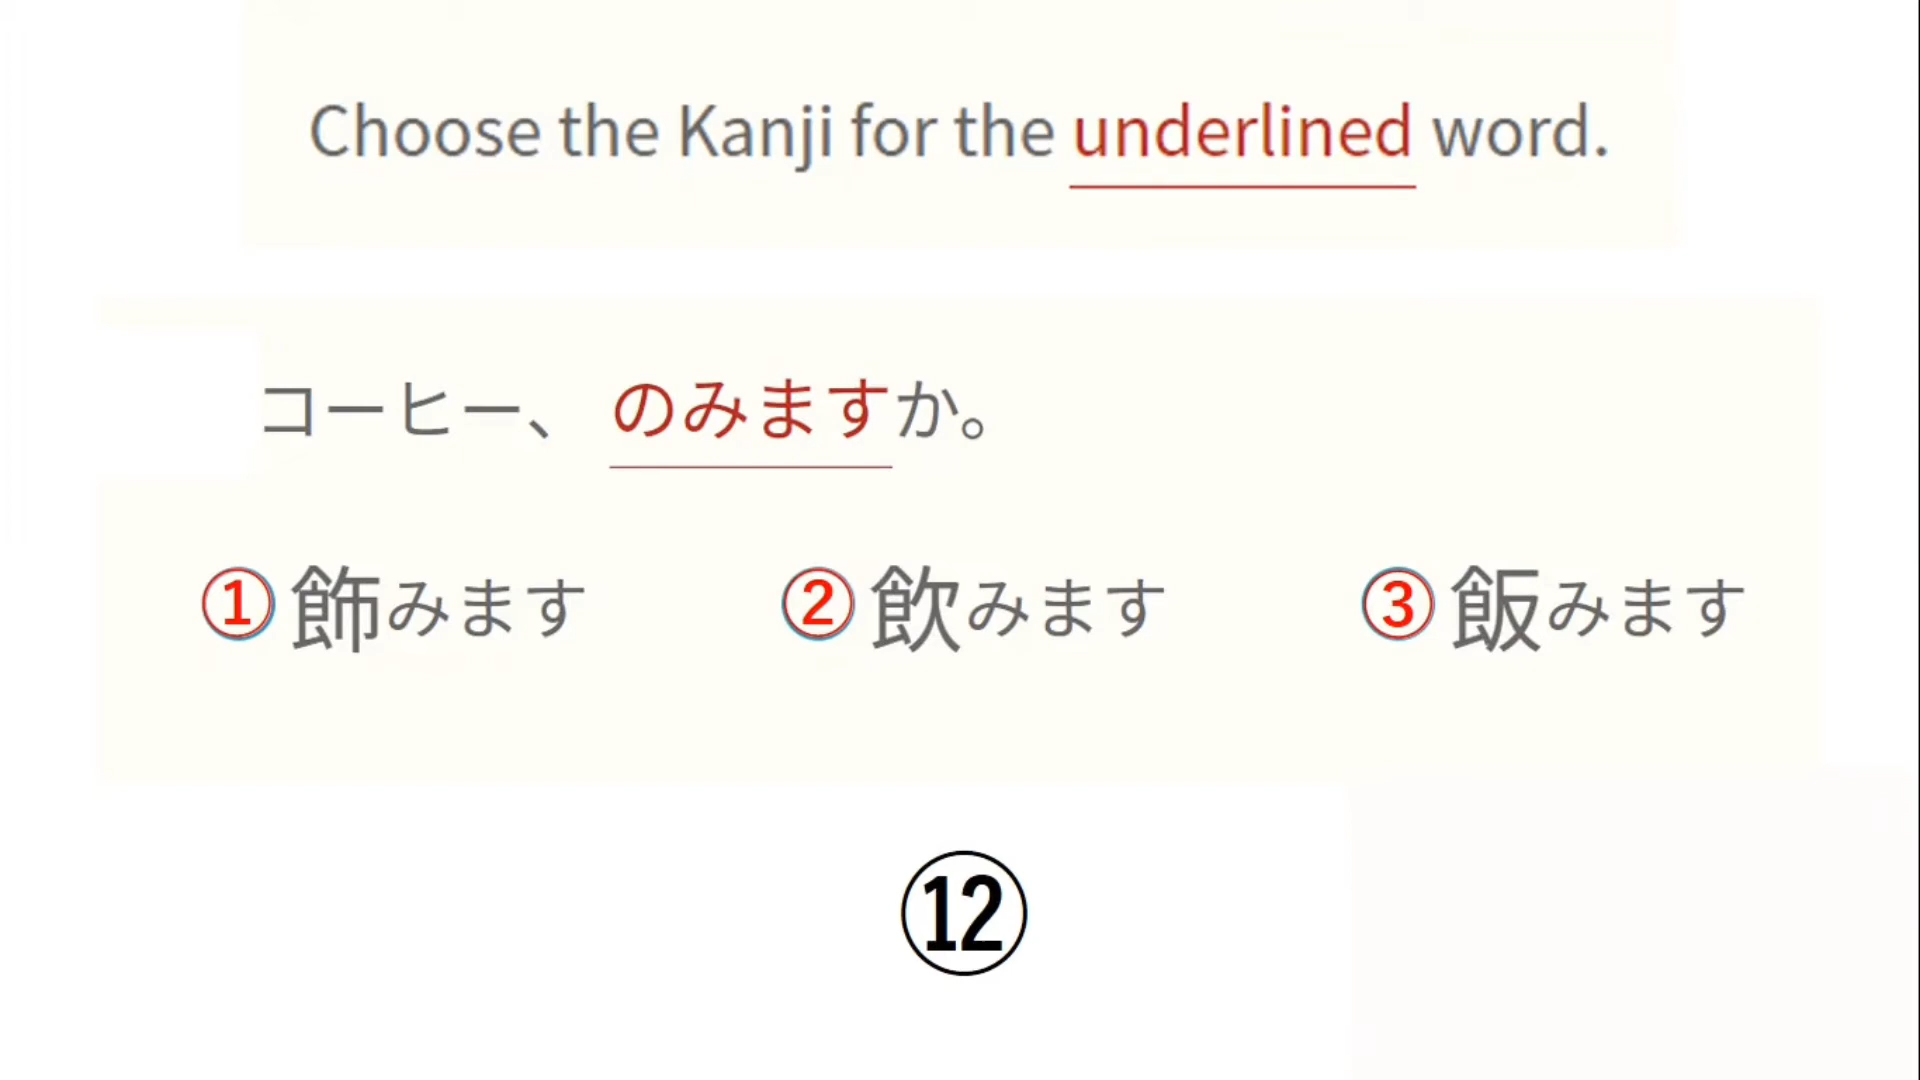 Choose the Kanji for the underlined word.
コーヒー、 のみますか。
① 飾みます ② 飲みます ③ 飯みます
⑫